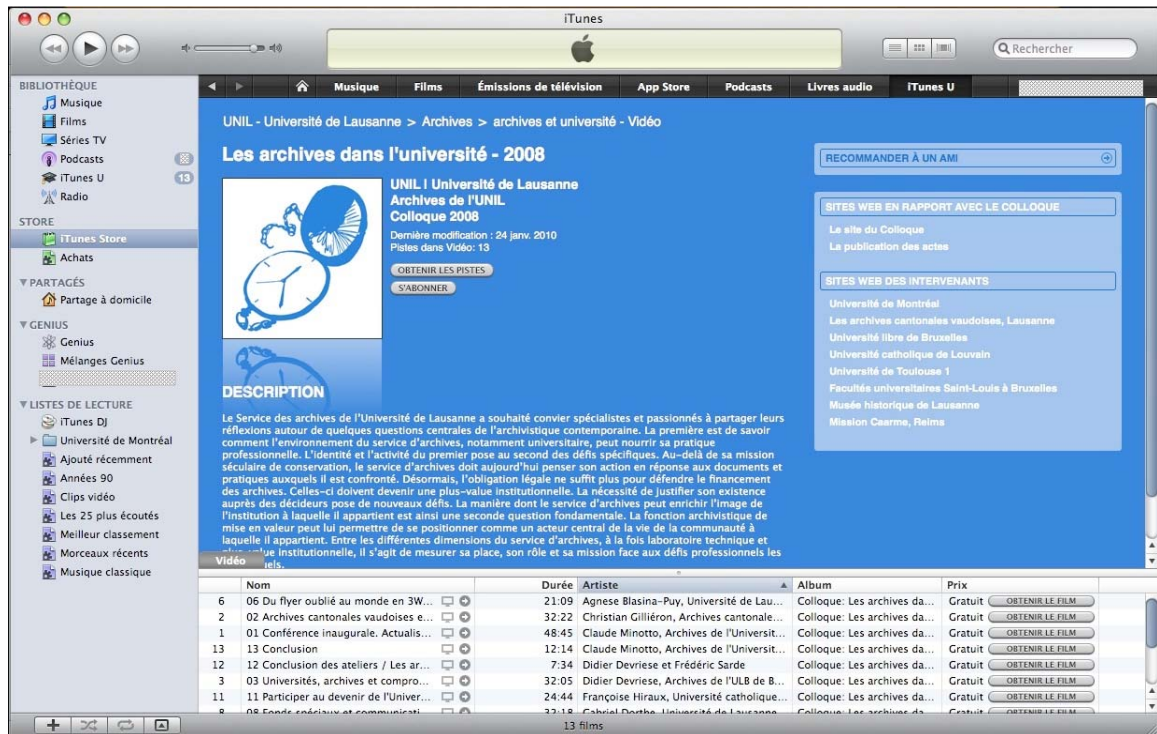 iTunes
Rechercher
BIBLIOTHÈQUE
Musique
Films
Séries TV
Podcasts
iTunes U 13
Radio
STORE
iTunes Store
Achats
PARTAGÉS
Partage à domicile
GENIUS
Genius
Mélanges Genius
LISTES DE LECTURE
iTunes DJ
Université de Montréal
Ajouté récemment
Années 90
Clips vidéo
Les 25 plus écoutés
Meilleur classement
Morceaux récents
Musique classique
Musique Films Émissions de télévision App Store Podcasts Livres audio iTunes U
UNIL - Université de Lausanne > Archives > archives et université - Vidéo
Les archives dans l'université - 2008
UNIL | Université de Lausanne
Archives de l'UNIL
Colloque 2008
Dernière modification : 24 janv. 2010
Pistes dans Vidéo: 13
OBTENIR LES PISTES
S'ABONNER
RECOMMANDER À UN AMI
SITES WEB EN RAPPORT AVEC LE COLLOQUE
Le site du Colloque
La publication des actes
SITES WEB DES INTERVENANTS
Université de Montréal
Les archives cantonales vaudoises, Lausanne
Université libre de Bruxelles
Université catholique de Louvain
Université de Toulouse 1
Facultés universitaires Saint-Louis à Bruxelles
Musée historique de Lausanne
Mission Caarme, Reims
DESCRIPTION
Le Service des archives de l'Université de Lausanne a souhaité convier spécialistes et passionnés à partager leurs
réflexions autour de quelques questions centrales de l'archivistique contemporaine. La première est de savoir
comment l'environnement du service d'archives, notamment universitaire, peut nourrir sa pratique
professionnelle. L'identité et l'activité du premier pose au second des défis spécifiques. Au-delà de sa mission
séculaire de conservation, le service d'archives doit aujourd'hui penser son action en réponse aux documents et
pratiques auxquels il est confronté. Désormais, l'obligation légale ne suffit plus pour défendre le financement
des archives. Celles-ci doivent devenir une plus-value institutionnelle. La nécessité de justifier son existence
auprès des décideurs pose de nouveaux défis. La manière dont le service d'archives peut enrichir l'image de
l'institution à laquelle il appartient est ainsi une seconde question fondamentale. La fonction archivistique de
mise en valeur peut lui permettre de se positionner comme un acteur central de la vie de la communauté à
laquelle il appartient. Entre les différentes dimensions du service d'archives, à la fois laboratoire technique et
institutionnelle, il s'agit de mesurer sa place, son rôle et sa mission face aux défis professionnels les
Vidéo
Nom Durée Artiste Album Prix
6 06 Du flyer oublié au monde en 3W... 21:09 Agnese Blasina-Puy, Université de Lau... Colloque: Les archives da... Gratuit OBTENIR LE FILM
2 02 Archives cantonales vaudoises e... 32:22 Christian Gilliéron, Archives cantonale... Colloque: Les archives da... Gratuit OBTENIR LE FILM
1 01 Conférence inaugurale. Actualis... 48:45 Claude Minotto, Archives de l'Universit... Colloque: Les archives da... Gratuit OBTENIR LE FILM
13 13 Conclusion 12:14 Claude Minotto, Archives de l'Universit... Colloque: Les archives da... Gratuit OBTENIR LE FILM
12 12 Conclusion des ateliers / Les ar... 7:34 Didier Devriese et Frédéric Sarde Colloque: Les archives da... Gratuit OBTENIR LE FILM
3 03 Universités, archives et compro... 32:05 Didier Devriese, Archives de l'ULB de B... Colloque: Les archives da... Gratuit OBTENIR LE FILM
11 11 Participer au devenir de l'Univer... 24:44 Françoise Hiraux, Université catholique... Colloque: Les archives da... Gratuit OBTENIR LE FILM
8 08 Fonds spéciaux et communicati... 32:18 Gabriel Dorthe, Université de Lausanne Colloque: Les archives da... Gratuit OBTENIR LE FILM
13 films